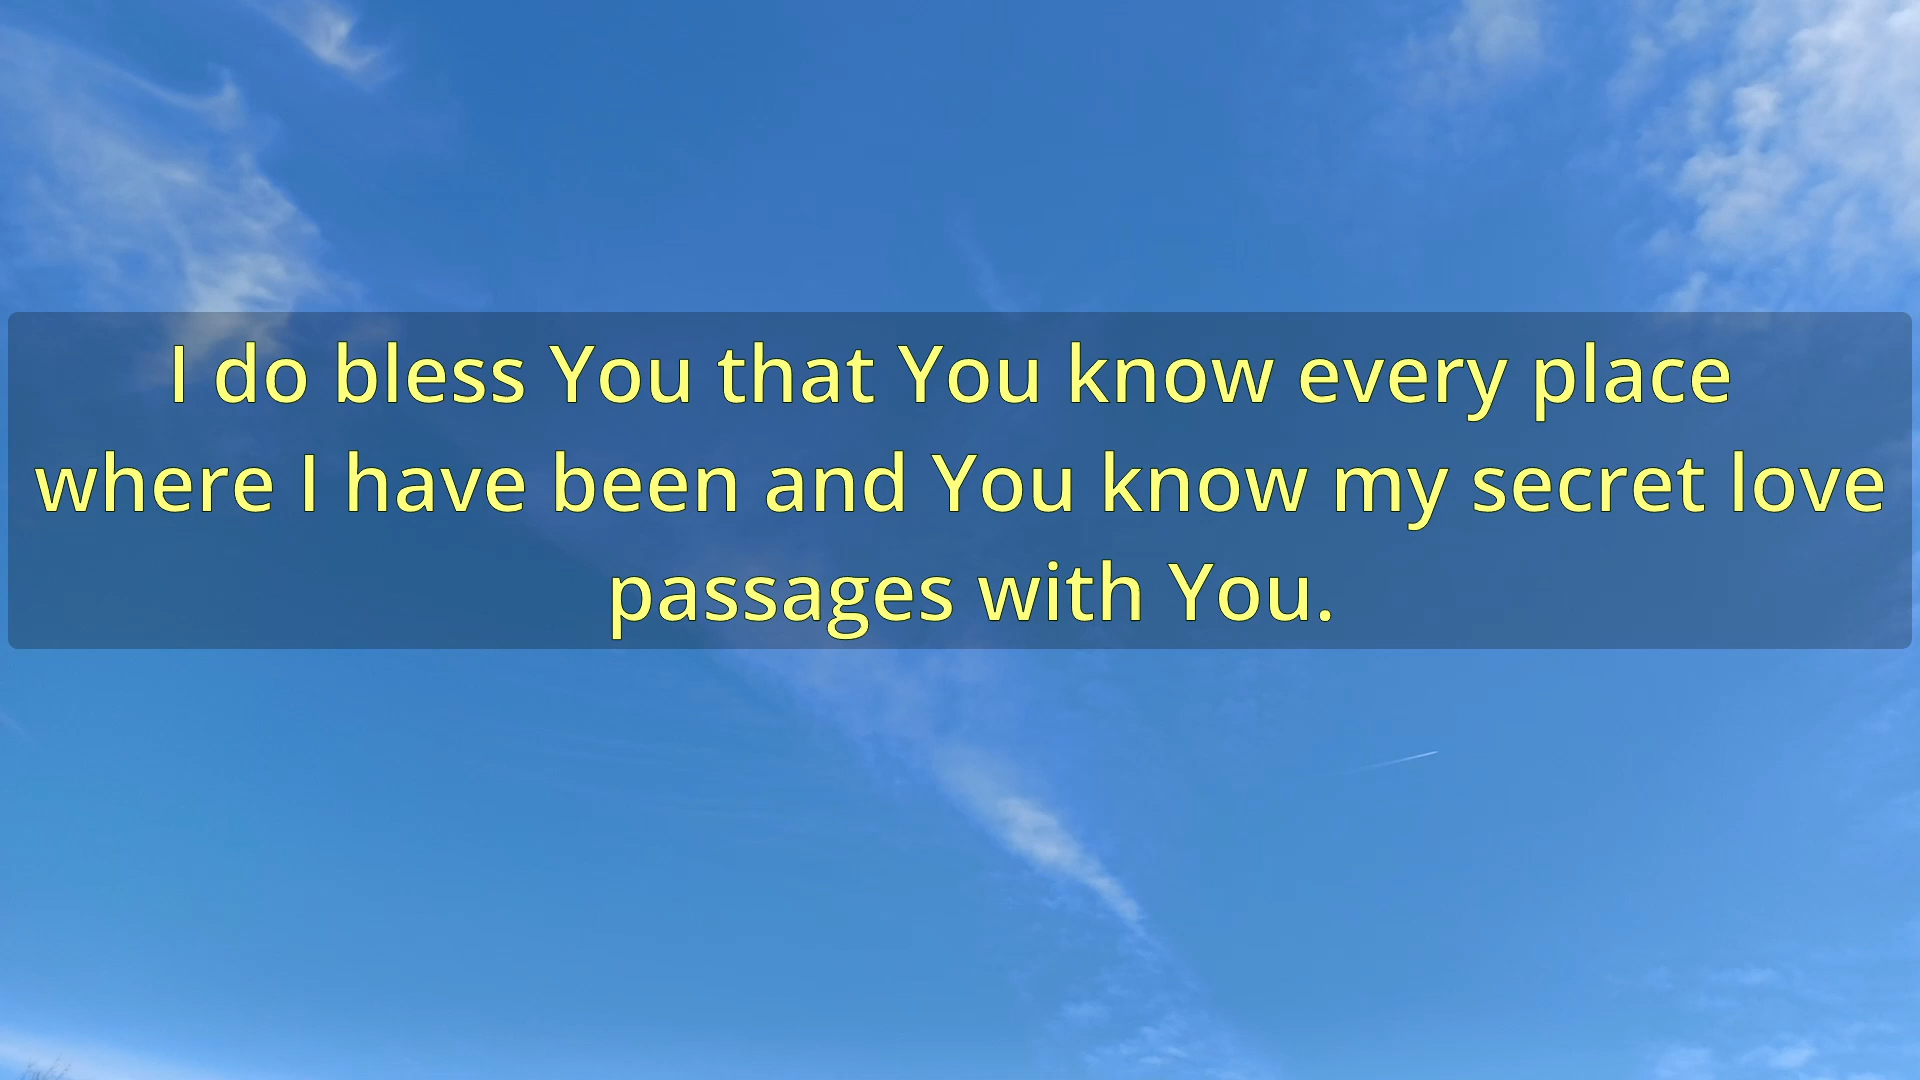 I do bless You that You know every place
where I have been and You know my secret love
passages with You.